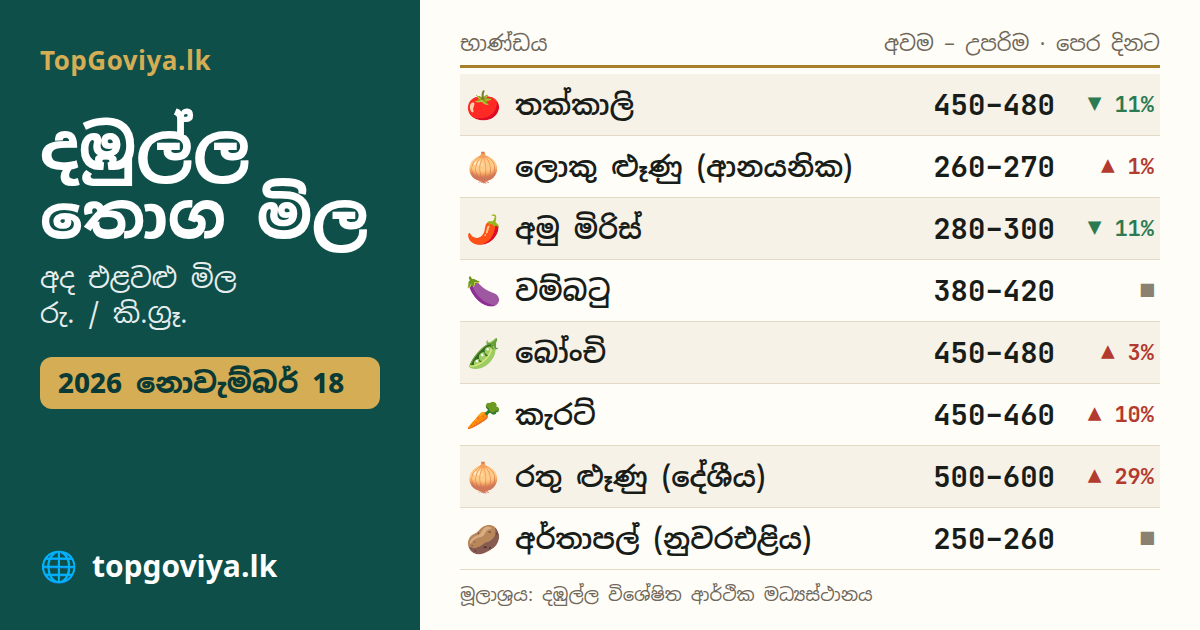 TopGoviya.lk
දඹුල්ල
තොග මිල
අද එළවළු මිල
රු. / කි.ග්‍රෑ.
2026 නොවැම්බර් 18
topgoviya.lk
භාණ්ඩය අවම – උපරිම · පෙර දිනට
තක්කාලි 450–480 ▼ 11%
ලොකු ළූණු (ආනයනික) 260–270 ▲ 1%
අමු මිරිස් 280–300 ▼ 11%
වම්බටු 380–420 ■
බෝංචි 450–480 ▲ 3%
කැරට් 450–460 ▲ 10%
රතු ළූණු (දේශීය) 500–600 ▲ 29%
අර්තාපල් (නුවරඑළිය) 250–260 ■
මූලාශ්‍රය: දඹුල්ල විශේෂිත ආර්ථික මධ්‍යස්ථානය